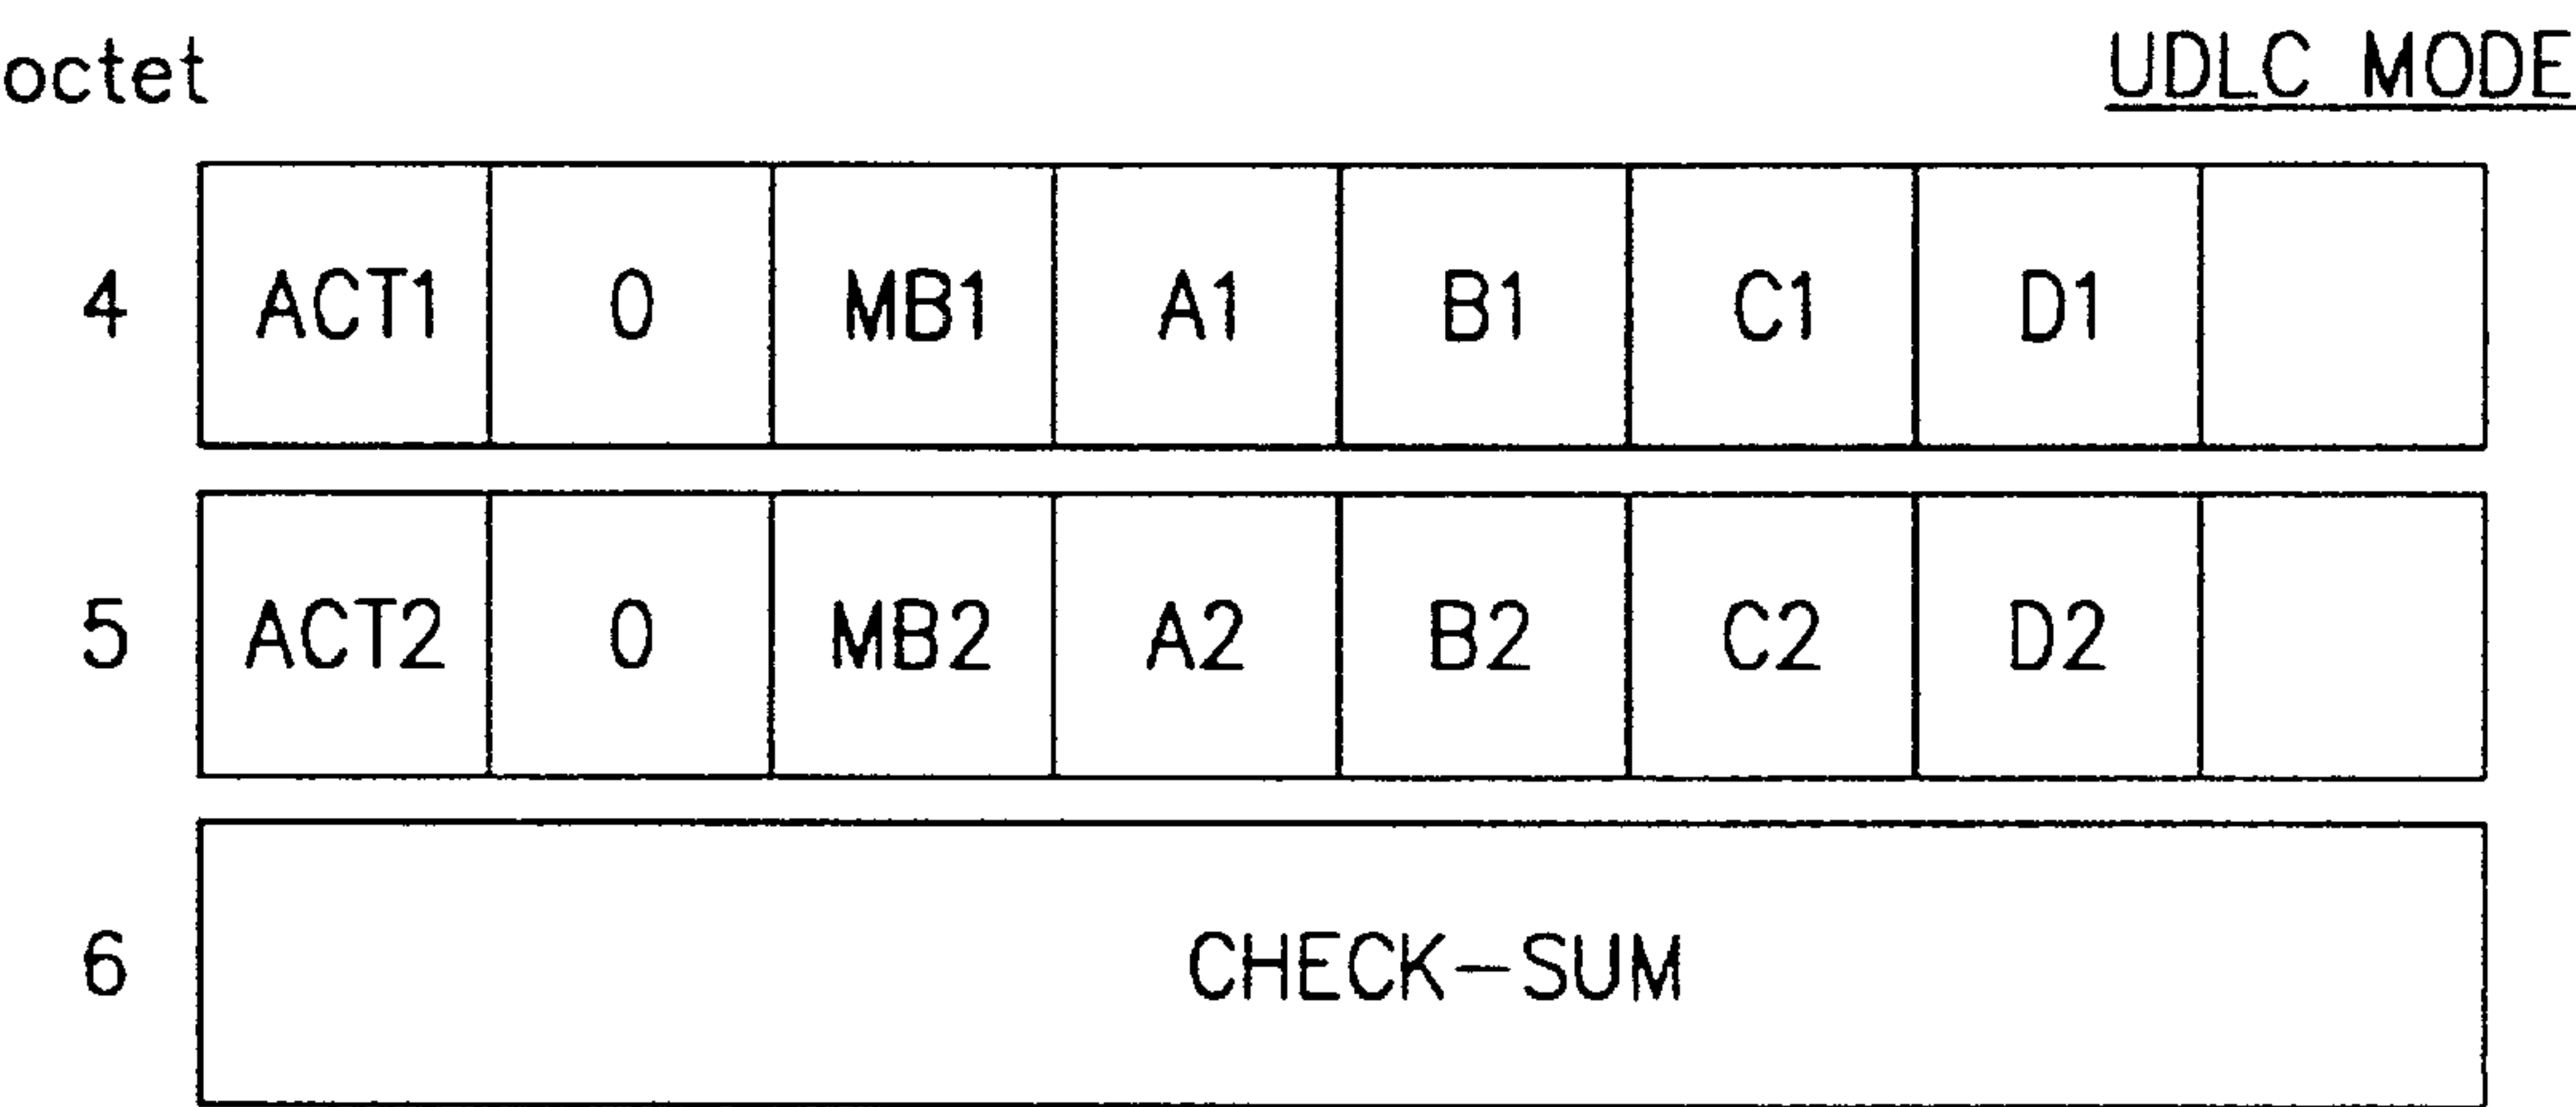 octet UDLC MODE
4 ACT1 0 MB1 A1 B1 C1 D1
5 ACT2 0 MB2 A2 B2 C2 D2
6 CHECK-SUM